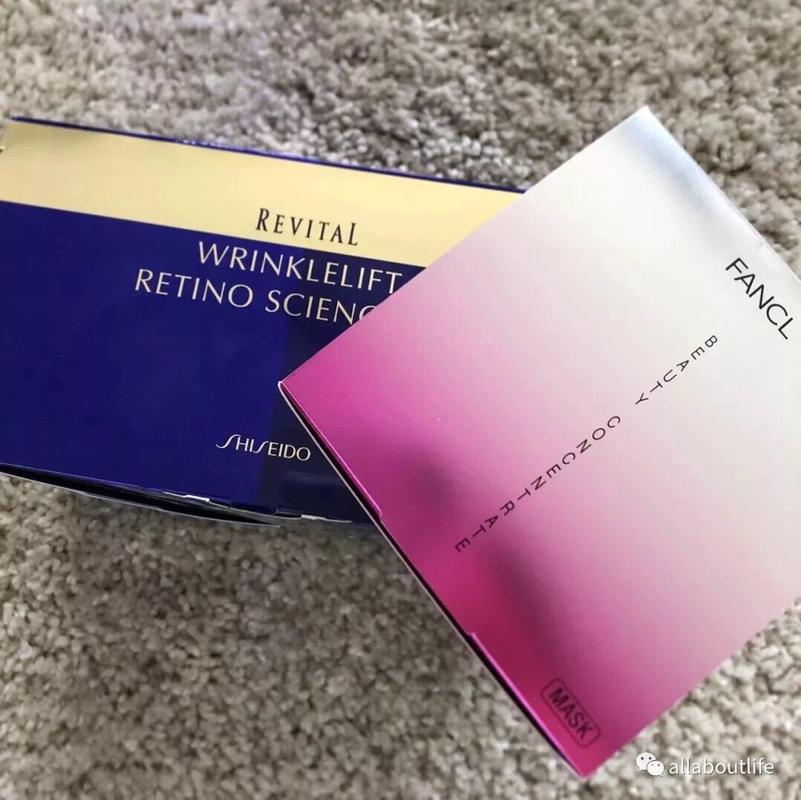 REVITAL
WRINKLELIFT
RETINO SCIENC
SHISEIDO
FANCL
BEAUTY CONCENTRATE
MASK
allaboutlife